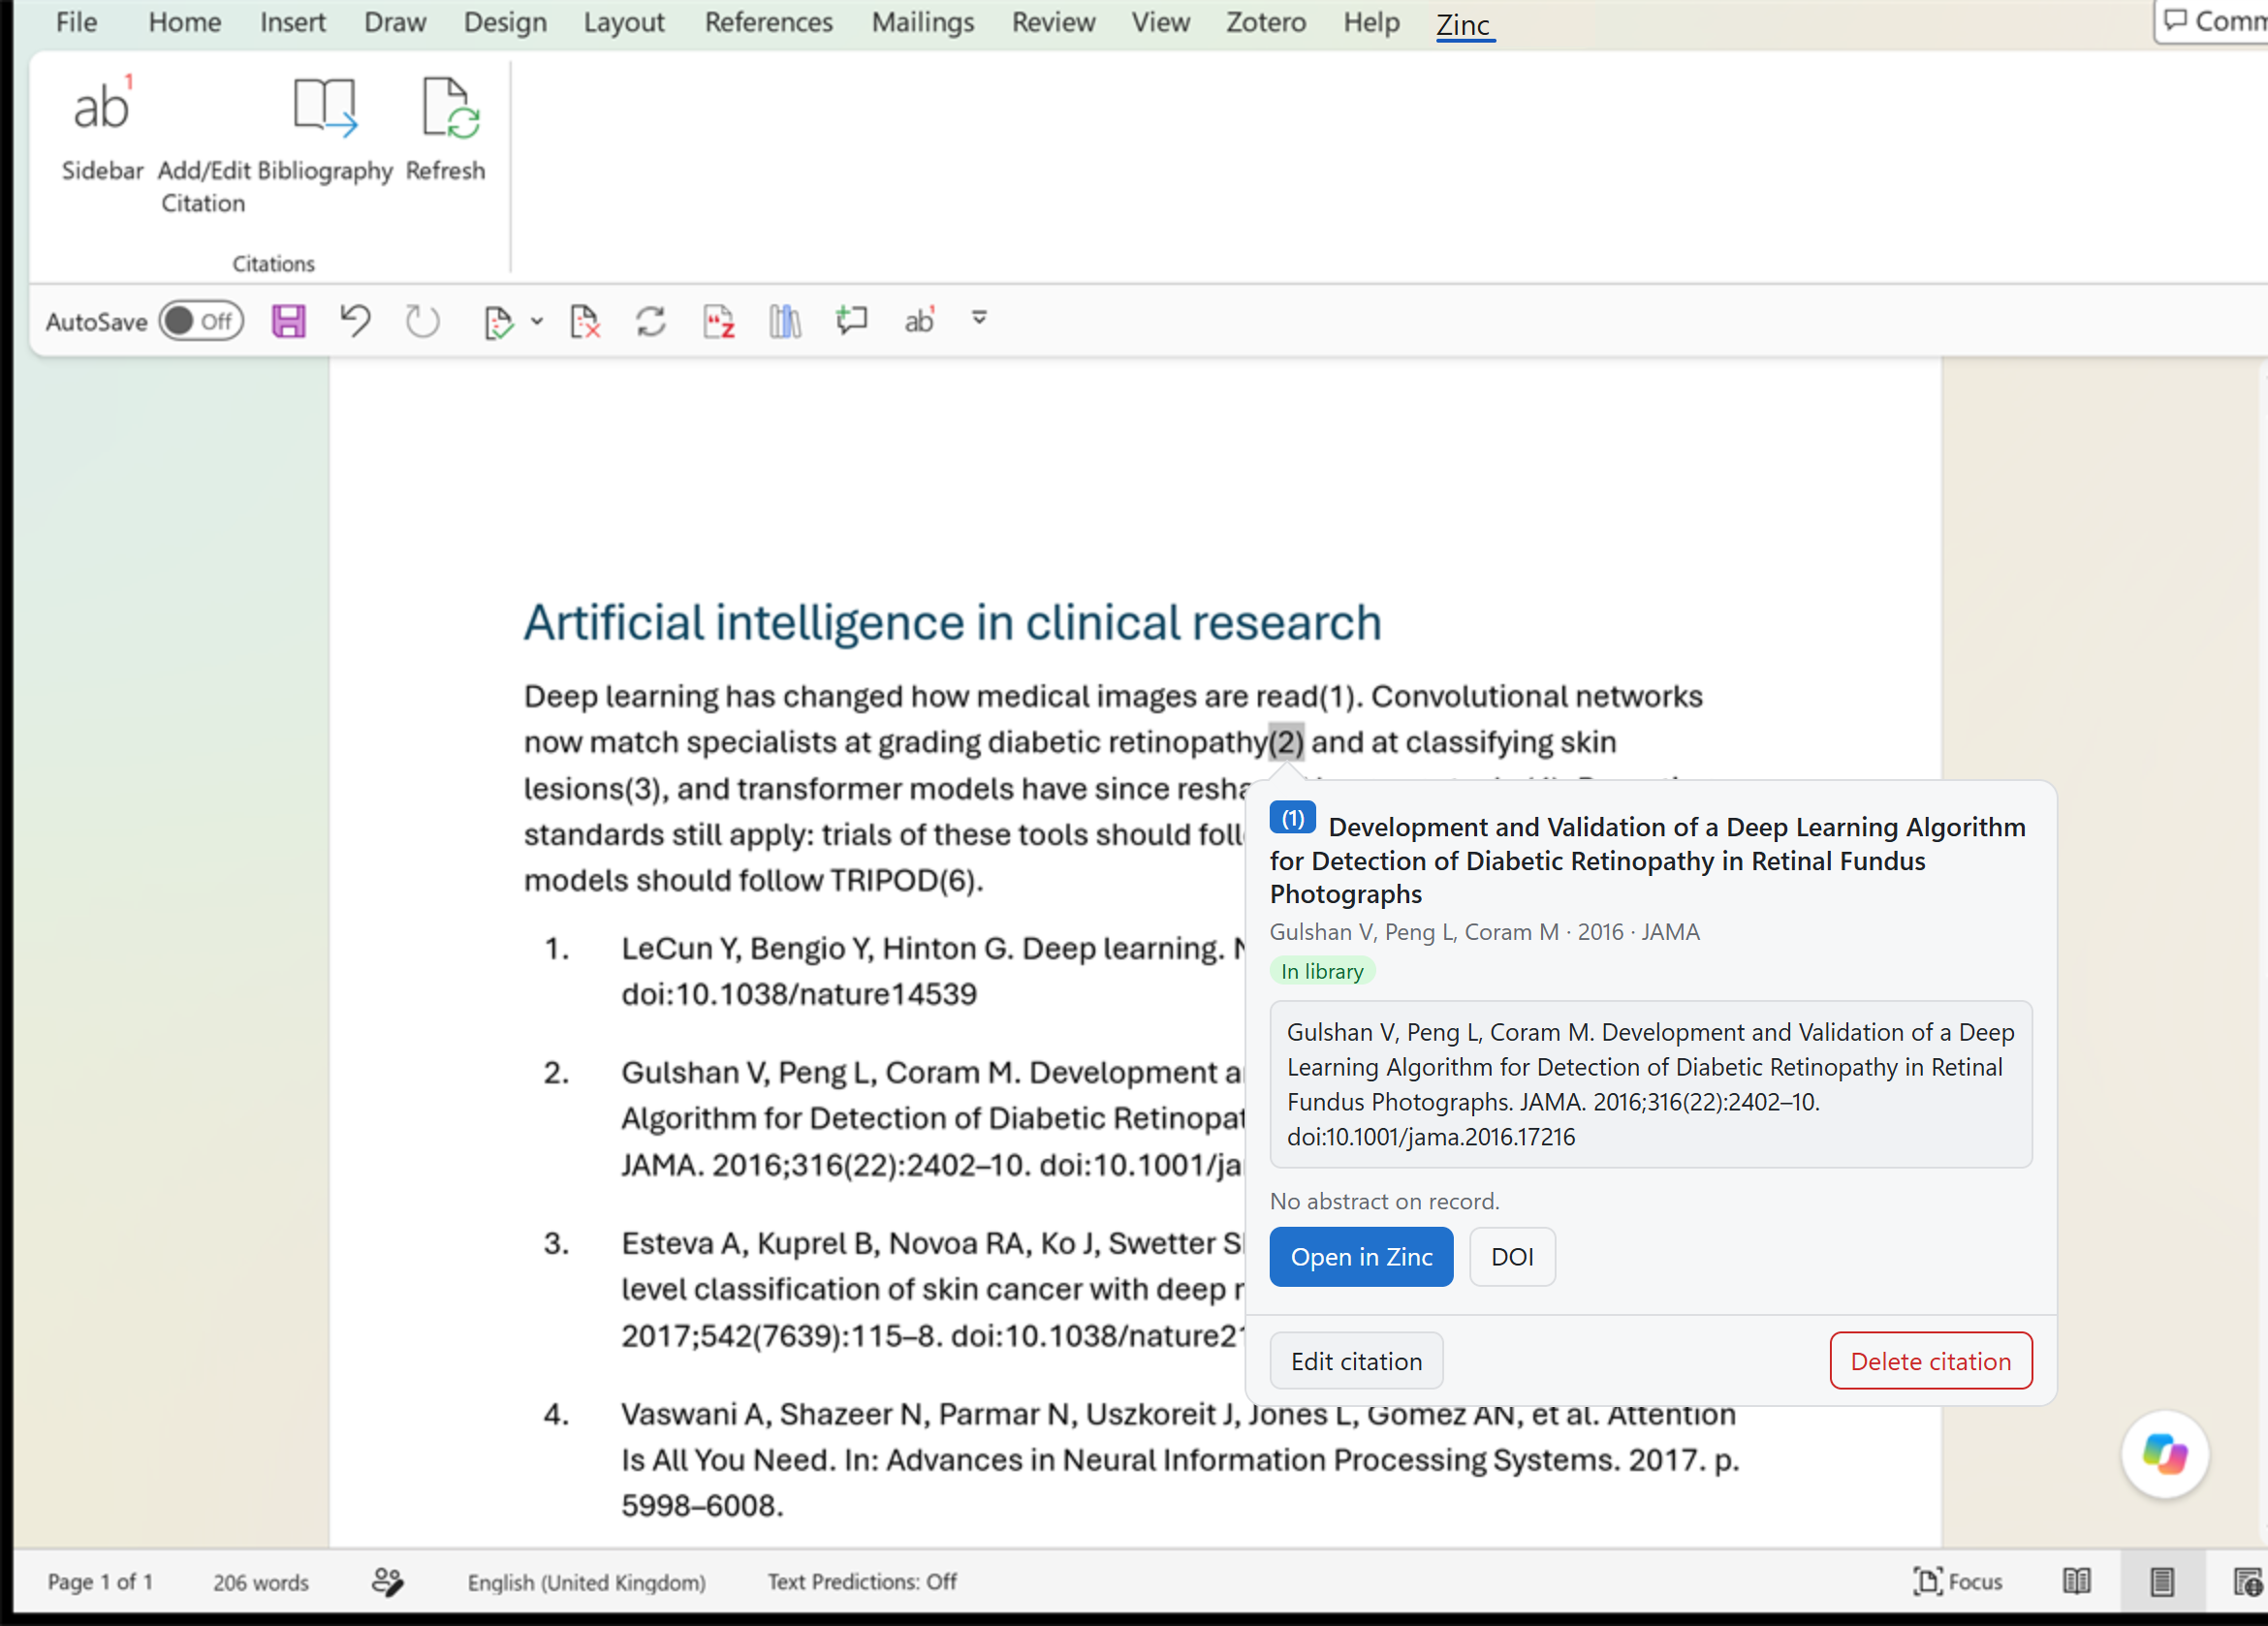 File Home Insert Draw Design Layout References Mailings Review View Zotero Help Zinc
ab1
Sidebar Add/Edit Citation Bibliography Refresh
Citations
AutoSave Off
Artificial intelligence in clinical research
Deep learning has changed how medical images are read(1). Convolutional networks
now match specialists at grading diabetic retinopathy(2) and at classifying skin
lesions(3), and transformer models have since
standards still apply: trials of these tools should
models should follow TRIPOD(6).
1. LeCun Y, Bengio Y, Hinton G. Deep learning.
doi:10.1038/nature14539
2. Gulshan V, Peng L, Coram M. Development
Algorithm for Detection of Diabetic
JAMA. 2016;316(22):2402–10. doi:10.1001/ja
3. Esteva A, Kuprel B, Novoa RA, Ko J, Swetter
level classification of skin cancer with deep
2017;542(7639):115–8. doi:10.1038/nature2
4. Vaswani A, Shazeer N, Parmar N, Uszkoreit J, Jones L, Gomez AN, et al. Attention
Is All You Need. In: Advances in Neural Information Processing Systems. 2017. p.
5998–6008.
(1) Development and Validation of a Deep Learning Algorithm
for Detection of Diabetic Retinopathy in Retinal Fundus
Photographs
Gulshan V, Peng L, Coram M · 2016 · JAMA
In library
Gulshan V, Peng L, Coram M. Development and Validation of a Deep
Learning Algorithm for Detection of Diabetic Retinopathy in Retinal
Fundus Photographs. JAMA. 2016;316(22):2402–10.
doi:10.1001/jama.2016.17216
No abstract on record.
Open in Zinc DOI
Edit citation Delete citation
Page 1 of 1 206 words English (United Kingdom) Text Predictions: Off Focus